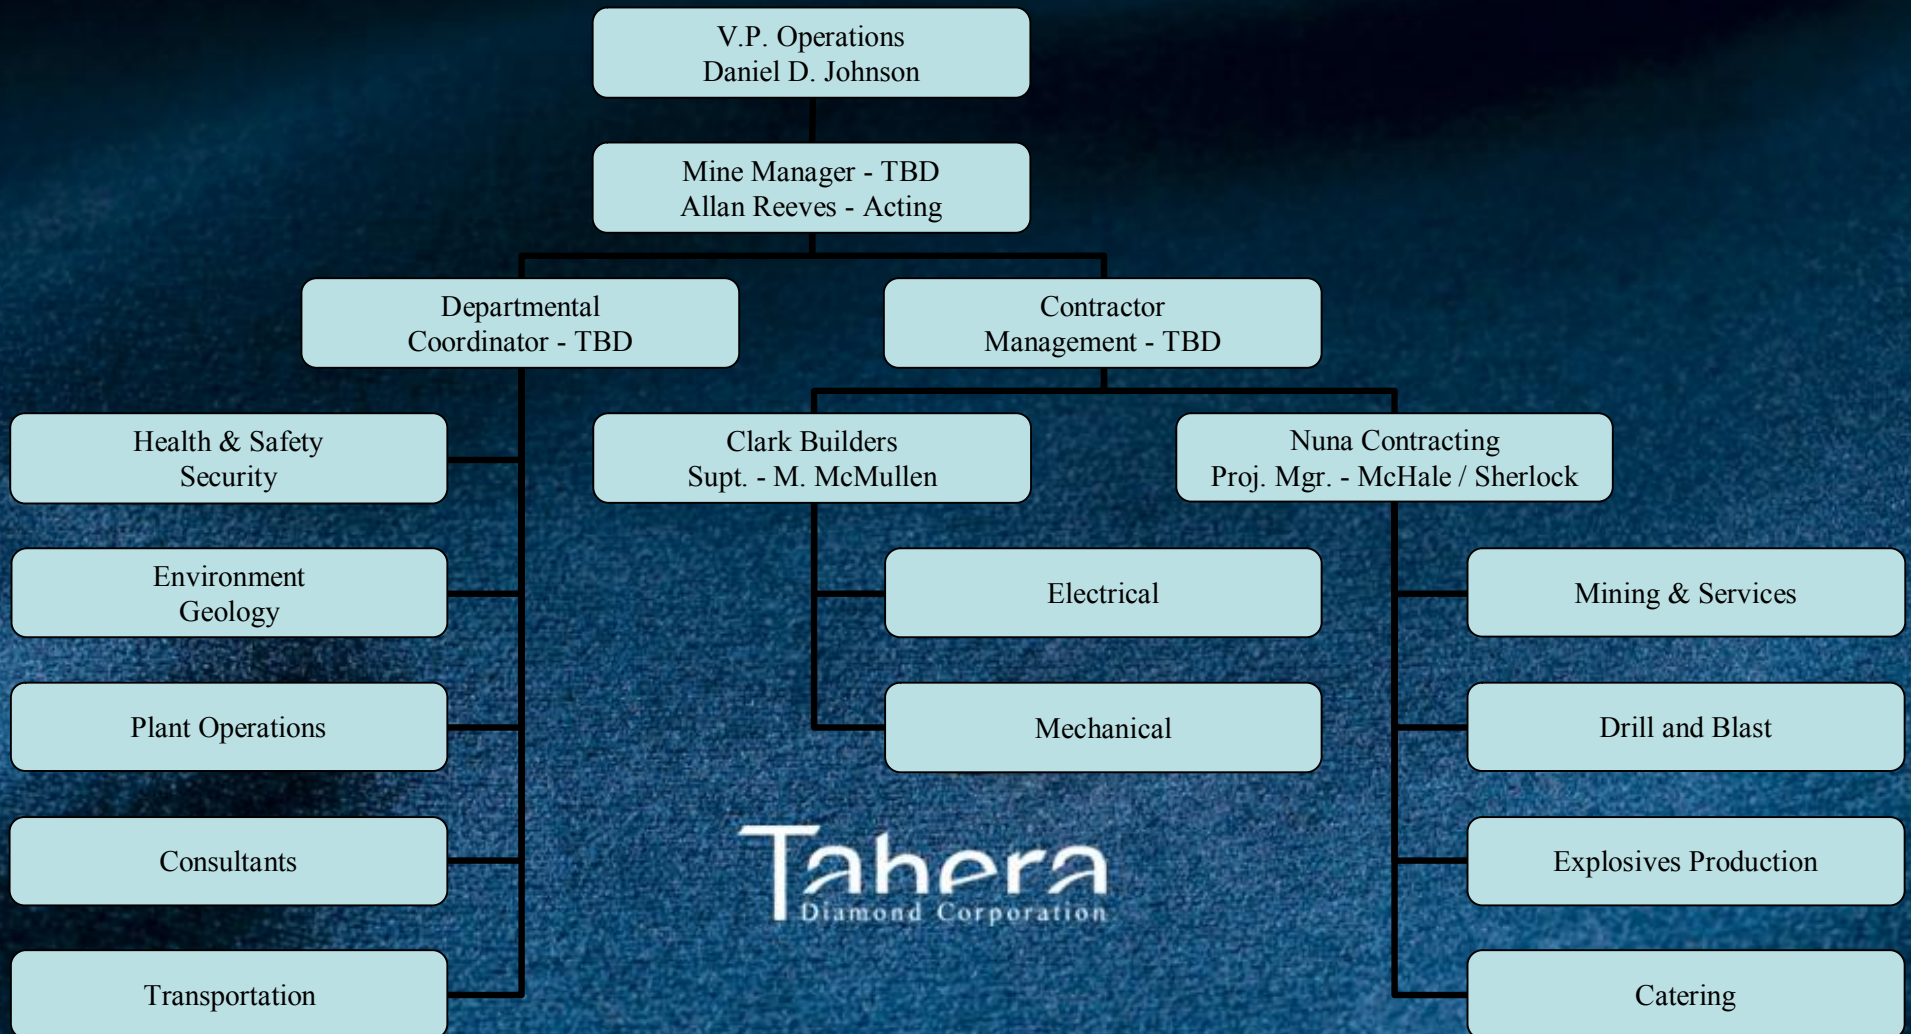 V.P. Operations
Daniel D. Johnson
Mine Manager - TBD
Allan Reeves - Acting
Departmental
Coordinator - TBD
Contractor
Management - TBD
Health & Safety
Security
Clark Builders
Supt. - M. McMullen
Nuna Contracting
Proj. Mgr. - McHale / Sherlock
Environment
Geology
Electrical
Mining & Services
Plant Operations
Mechanical
Drill and Blast
Consultants
Explosives Production
Tahera
Diamond Corporation
Transportation
Catering